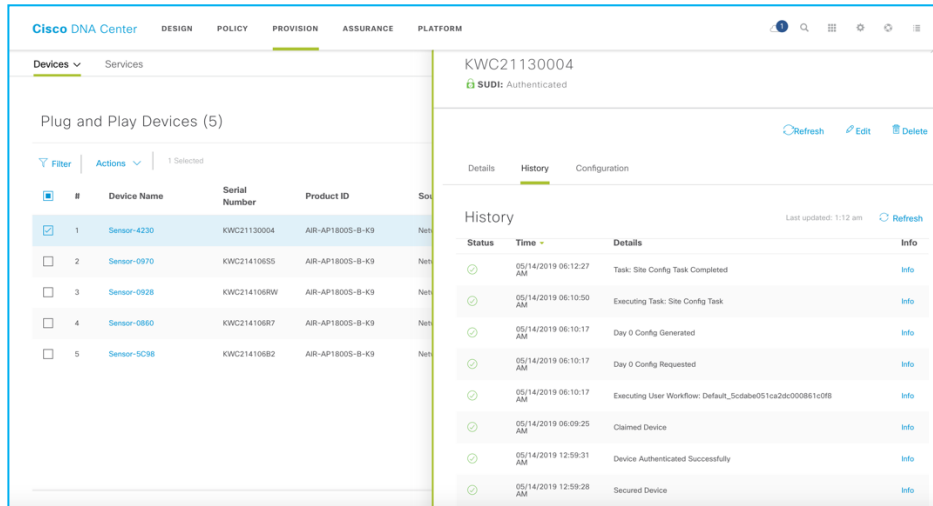 Cisco DNA Center DESIGN POLICY PROVISION ASSURANCE PLATFORM 1
Devices Services
Plug and Play Devices (5)
Filter Actions 1 Selected
# Device Name Serial Number Product ID
1 Sensor-4230 KWC21130004 AIR-AP1800S-B-K9
2 Sensor-0970 KWC214106S5 AIR-AP1800S-B-K9
3 Sensor-0928 KWC214106RW AIR-AP1800S-B-K9
4 Sensor-0860 KWC214106R7 AIR-AP1800S-B-K9
5 Sensor-5C98 KWC214106B2 AIR-AP1800S-B-K9
KWC21130004
SUDI: Authenticated
Refresh Edit Delete
Details History Configuration
History Last updated: 1:12 am Refresh
Status Time Details Info
05/14/2019 06:12:27 AM Task: Site Config Task Completed Info
05/14/2019 06:10:50 AM Executing Task: Site Config Task Info
05/14/2019 06:10:17 AM Day 0 Config Generated Info
05/14/2019 06:10:17 AM Day 0 Config Requested Info
05/14/2019 06:10:17 AM Executing User Workflow: Default_5cdabe051ca2dc000861c0f8 Info
05/14/2019 06:09:25 AM Claimed Device Info
05/14/2019 12:59:31 AM Device Authenticated Successfully Info
05/14/2019 12:59:28 AM Secured Device Info